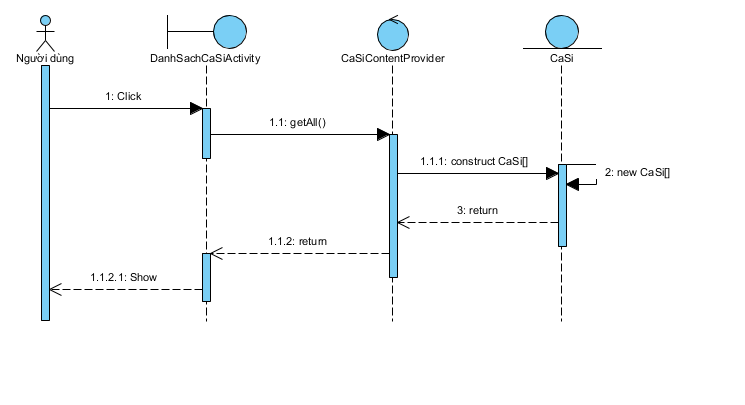 Người dùng
DanhSachCaSiActivity
CaSiContentProvider
CaSi
1: Click
1.1: getAll()
1.1.1: construct CaSi[]
2: new CaSi[]
3: return
1.1.2: return
1.1.2.1: Show